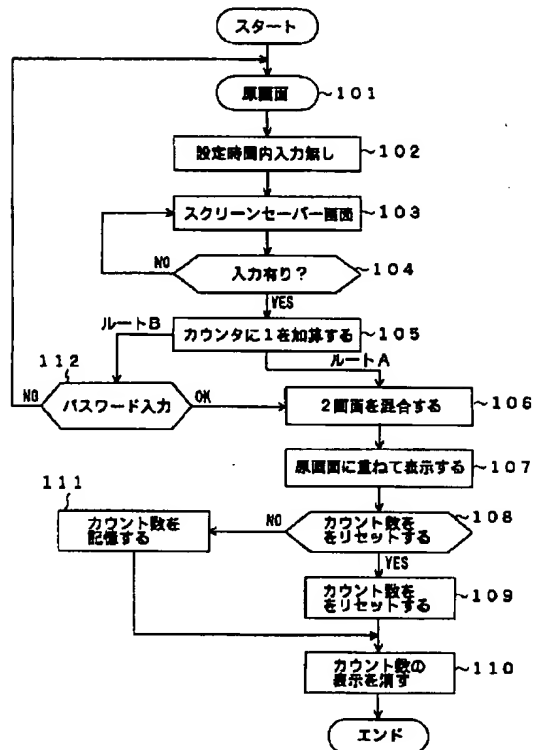 スタート
原画面
~101
設定時間内入力無し
~102
スクリーンセーバー画面
~103
NO
入力有り?
~104
YES
ルートB
カウンタに1を加算する
~105
ルートA
112
NO
パスワード入力
OK
2画面を混合する
~106
原画面に重ねて表示する
~107
111
カウント数を
記憶する
NO
カウント数を
をリセットする
~108
YES
カウント数を
をリセットする
~109
カウント数の
表示を消す
~110
エンド